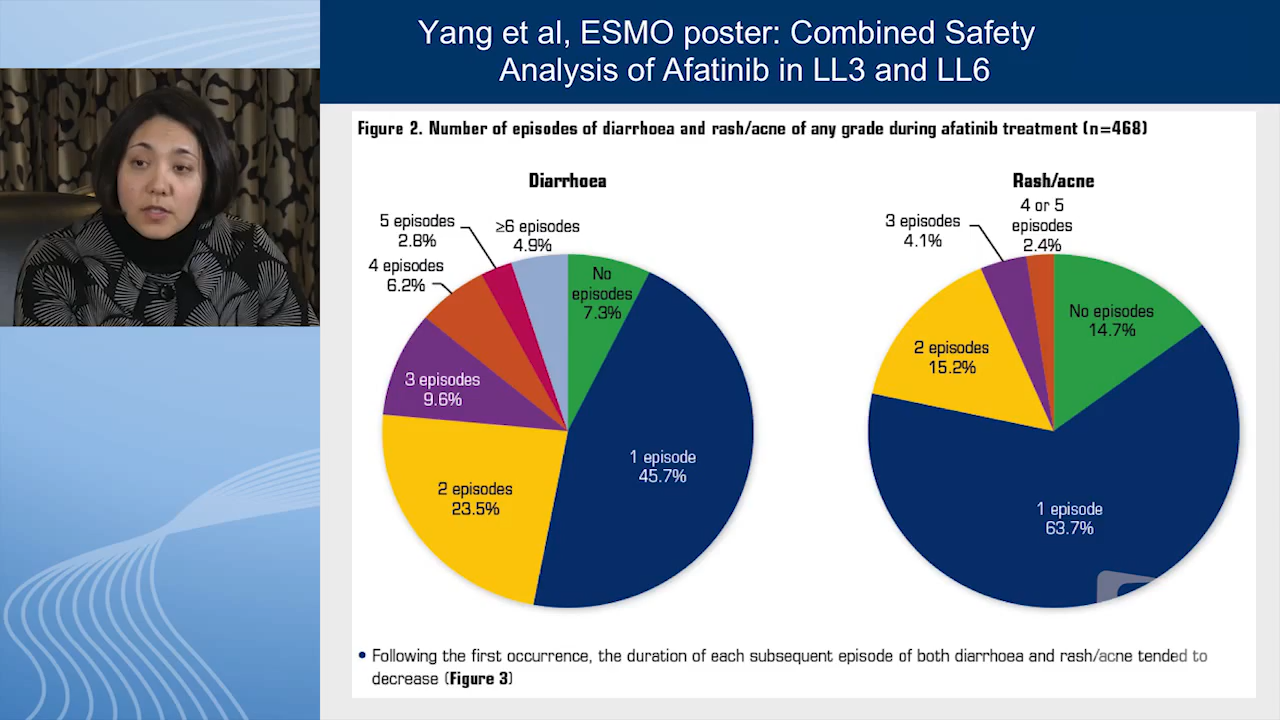 Yang et al, ESMO poster: Combined Safety
Analysis of Afatinib in LL3 and LL6
Figure 2. Number of episodes of diarrhoea and rash/acne of any grade during afatinib treatment (n=468)
Diarrhoea
5 episodes
2.8%
≥6 episodes
4.9%
4 episodes
6.2%
No
episodes
7.3%
3 episodes
9.6%
1 episode
45.7%
2 episodes
23.5%
Rash/acne
4 or 5
episodes
2.4%
3 episodes
4.1%
No episodes
14.7%
2 episodes
15.2%
1 episode
63.7%
• Following the first occurrence, the duration of each subsequent episode of both diarrhoea and rash/acne tended to
decrease (Figure 3)